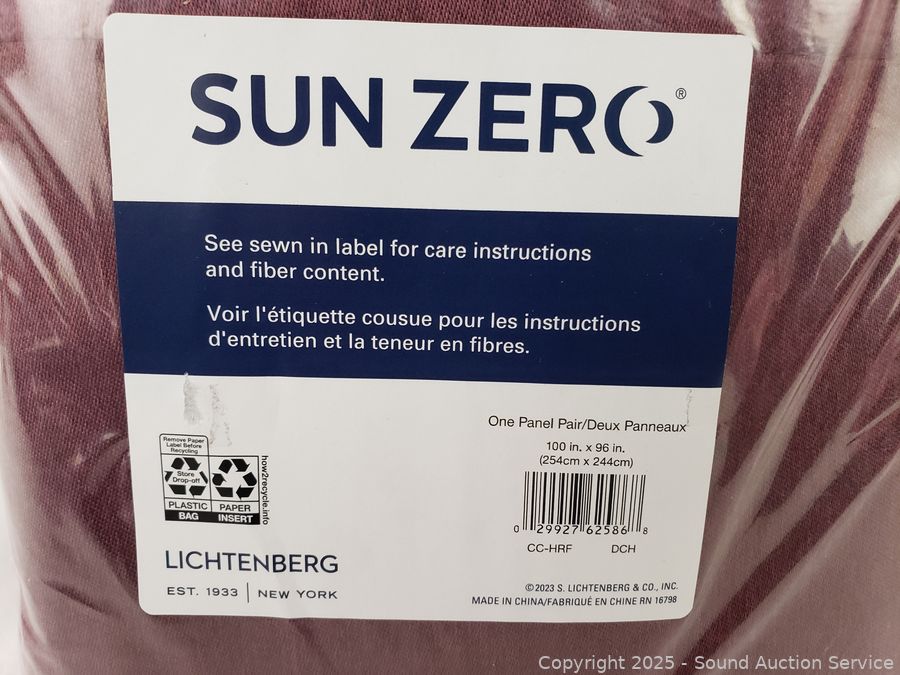 SUN ZERO®
See sewn in label for care instructions
and fiber content.
Voir l'étiquette cousue pour les instructions
d'entretien et la teneur en fibres.
One Panel Pair/Deux Panneaux
100 in. x 96 in.
(254cm x 244cm)
0 29927 62586 8
CC-HRF DCH
Remove Paper
Label Before
Recycling
Store
Drop-off
PLASTIC
BAG
PAPER
INSERT
how2recycle.info
LICHTENBERG
EST. 1933 | NEW YORK
©2023 S. LICHTENBERG & CO., INC.
MADE IN CHINA/FABRIQUÉ EN CHINE RN 16798
Copyright 2025 - Sound Auction Service